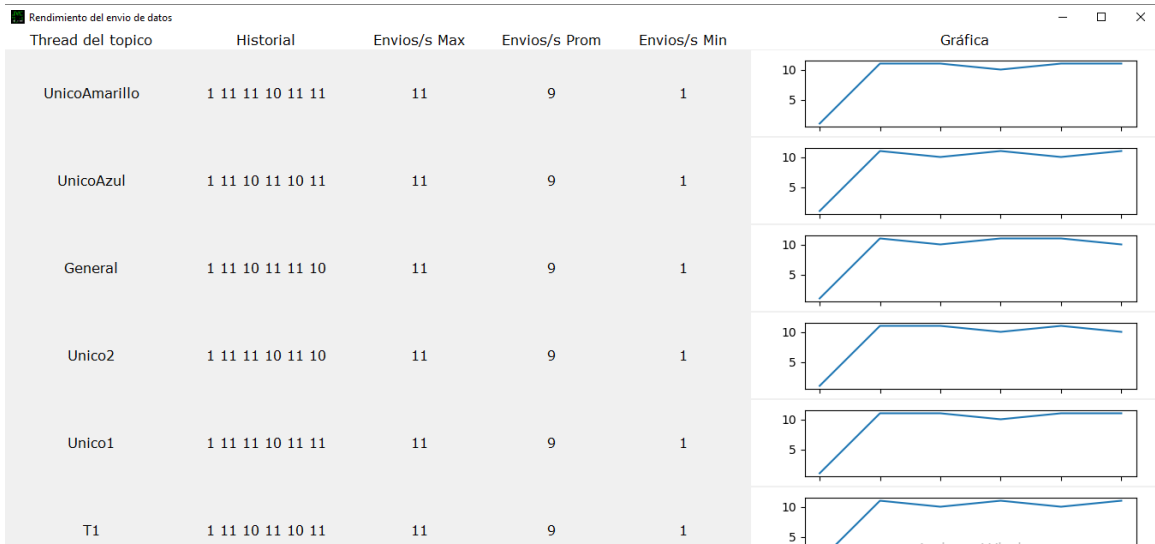 Rendimiento del envio de datos
Thread del topico Historial Envios/s Max Envios/s Prom Envios/s Min Gráfica
UnicoAmarillo 1 11 11 10 11 11 11 9 1 10 5
UnicoAzul 1 11 10 11 10 11 11 9 1 10 5
General 1 11 10 11 11 10 11 9 1 10 5
Unico2 1 11 11 10 11 10 11 9 1 10 5
Unico1 1 11 11 10 11 11 11 9 1 10 5
T1 1 11 10 11 10 11 11 9 1 10 5